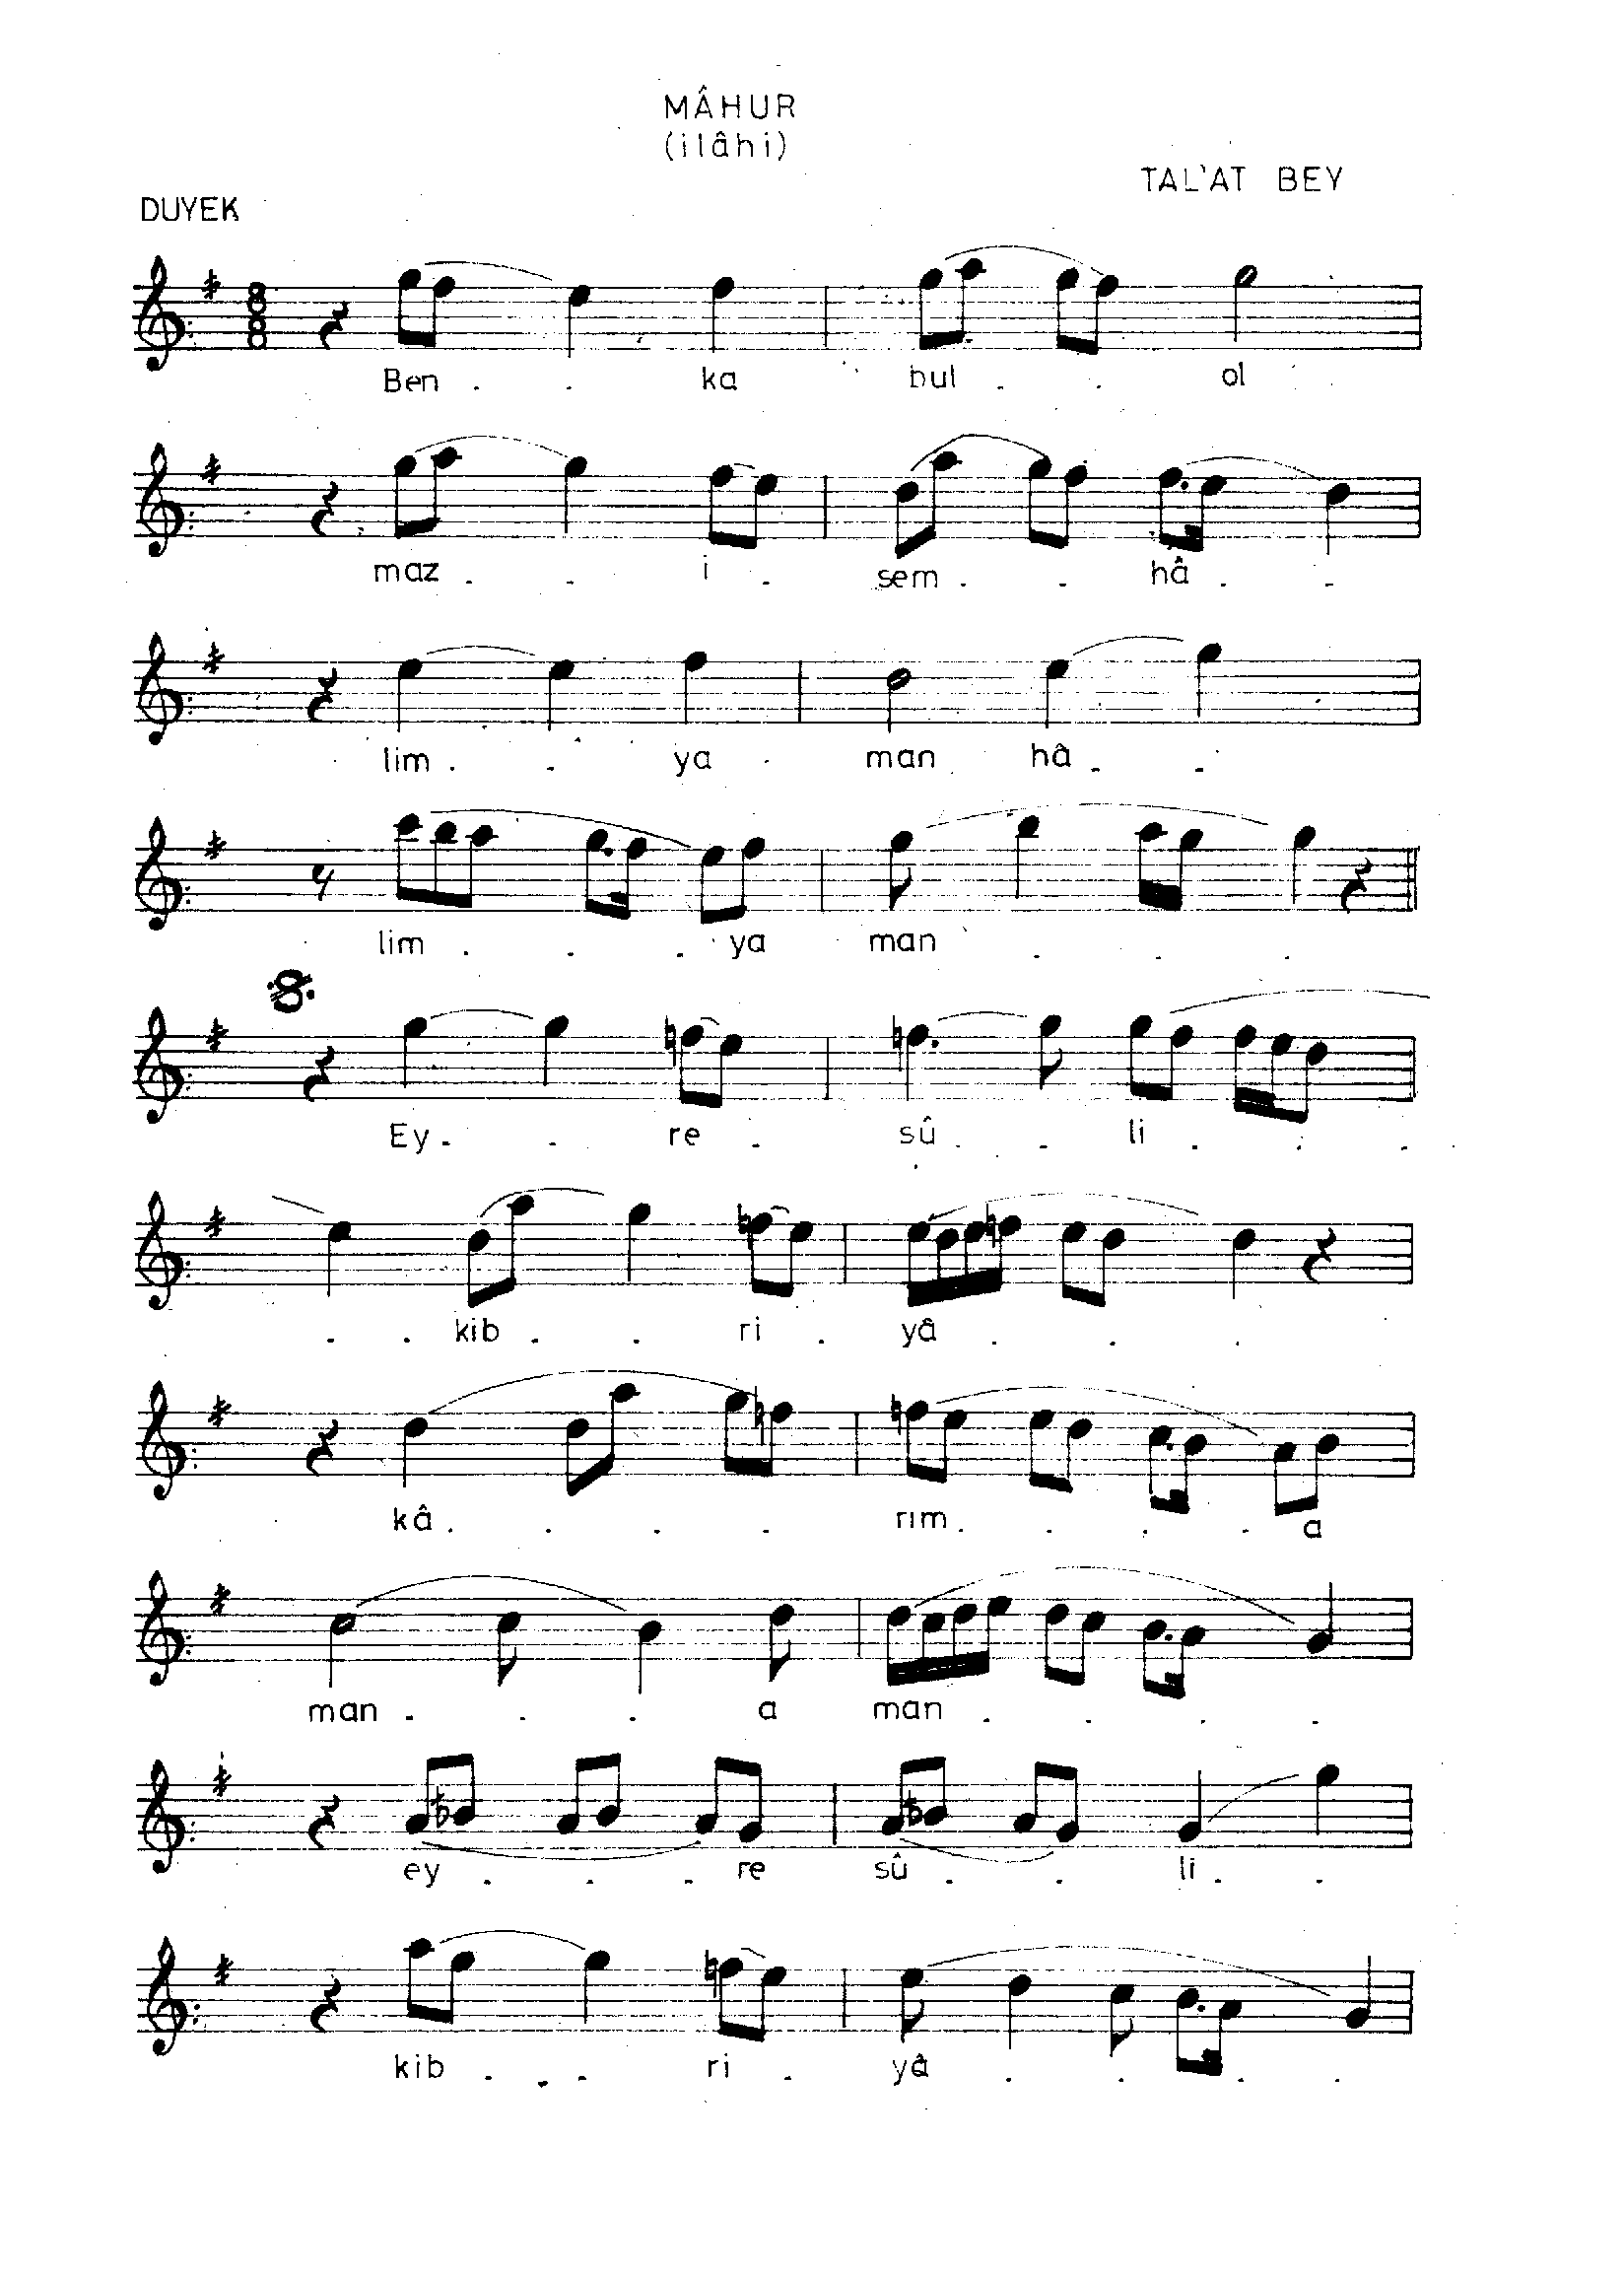 MÂHUR
(ilâhi)
TAL'AT BEY
DUYEK
8
8
Ben . . ka bul . . ol
maz . . i . sem . . hâ . .
lim . . ya man hâ . .
lim . . . ya man . . .
Ey . . re . sû . . li . . .
. . kib . . ri . yâ . . .
kâ . . . . rım . . . . a
man . . . a man . . . .
ey . . . re sû . . li . .
kib . . . ri . yâ . . . .